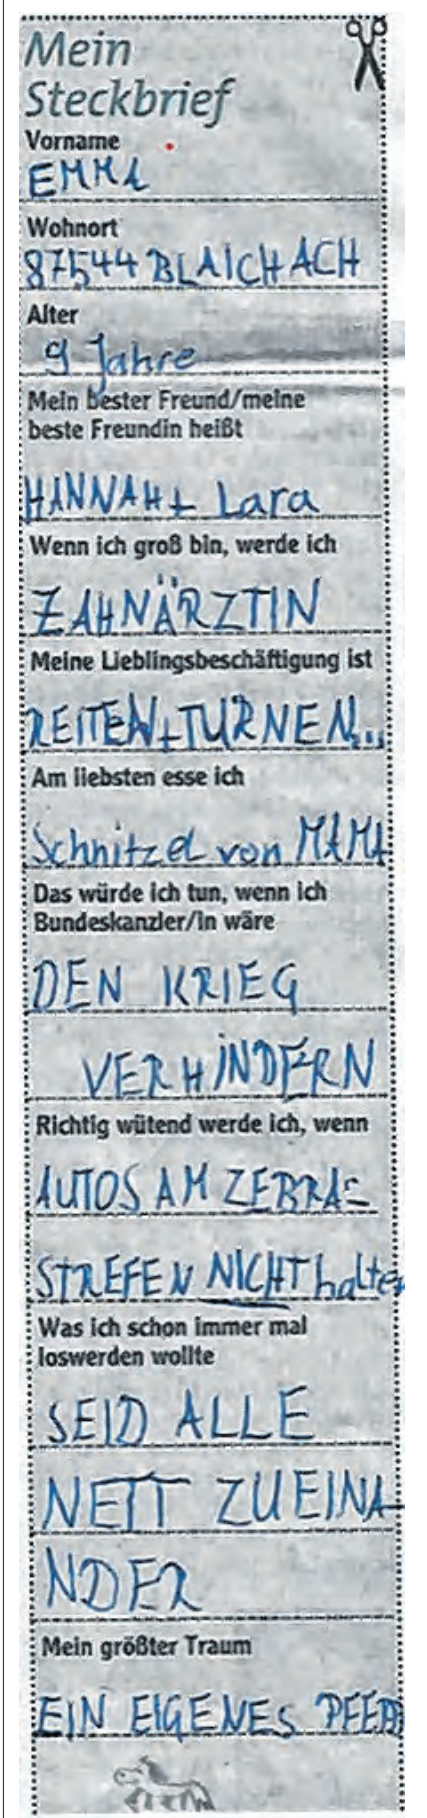 Mein
Steckbrief
Vorname
EMMA
Wohnort
87544 BLAICHACH
Alter
9 Jahre
Mein bester Freund/meine
beste Freundin heißt
HANNAH + Lara
Wenn ich groß bin, werde ich
ZAHNÄRZTIN
Meine Lieblingsbeschäftigung ist
REITEN + TURNEN...
Am liebsten esse ich
Schnitzel von MAMA
Das würde ich tun, wenn ich
Bundeskanzler/in wäre
DEN KRIEG
VERHINDERN
Richtig wütend werde ich, wenn
AUTOS AM ZEBRA-
STREFEN NICHT halten
Was ich schon immer mal
loswerden wollte
SEID ALLE
NETT ZUEINA-
NDER
Mein größter Traum
EIN EIGENES PFERD